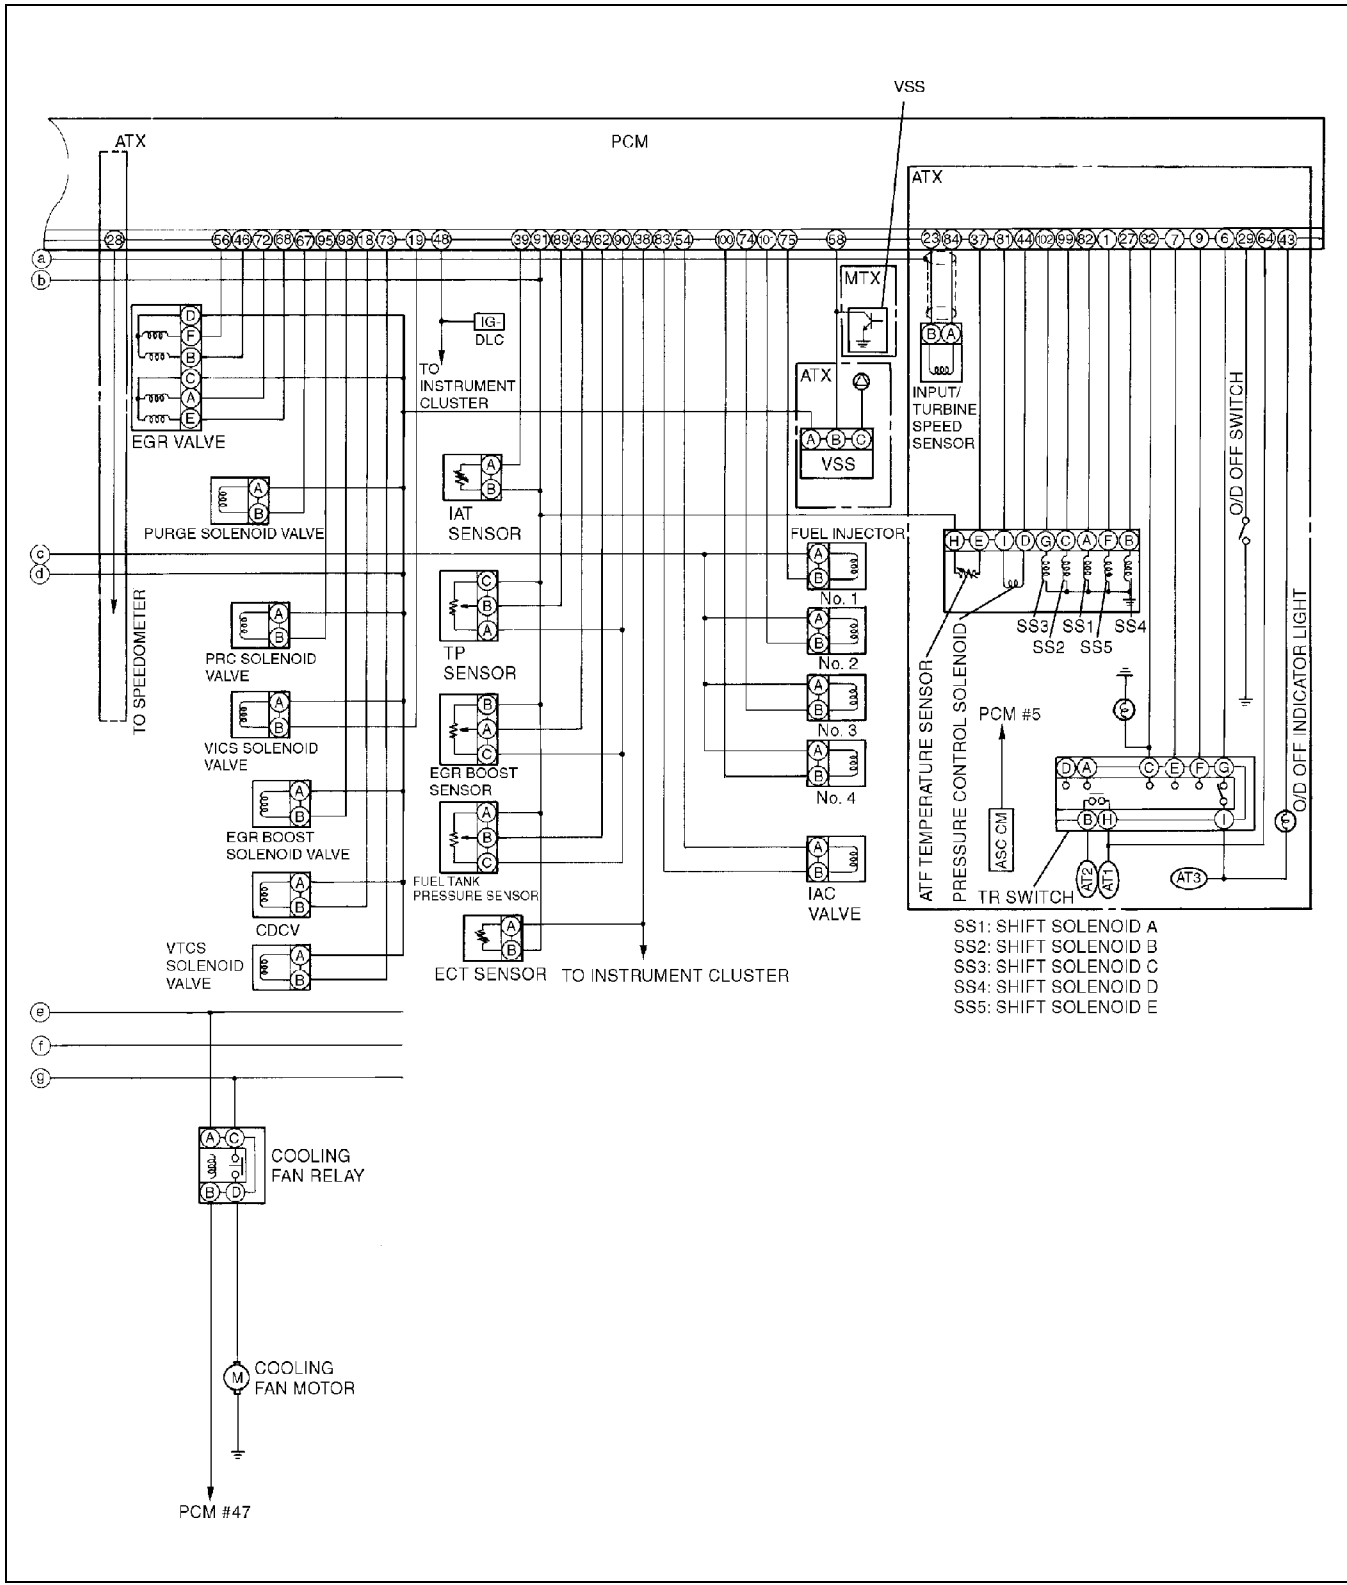 VSS
ATX
PCM
ATX
28 56 46 72 68 67 95 98 18 73 19 48 39 91 89 34 62 90 38 83 54 100 74 101 75 58 23 84 37 81 44 102 99 82 1 27 32 7 9 6 29 64 43
a
b
MTX
D
F
B
C
A
E
EGR VALVE
IG-
DLC
TO
INSTRUMENT
CLUSTER
ATX
A B C
VSS
B A
INPUT/
TURBINE
SPEED
SENSOR
O/D OFF SWITCH
A
B
PURGE SOLENOID VALVE
A
B
IAT
SENSOR
c
d
FUEL INJECTOR
A
B
No. 1
A
B
No. 2
A
B
No. 3
A
B
No. 4
H E I D G C A F B
SS3 SS1 SS4
SS2 SS5
TO SPEEDOMETER
A
B
PRC SOLENOID
VALVE
A
B
VICS SOLENOID
VALVE
A
B
EGR BOOST
SOLENOID VALVE
A
B
CDCV
VTCS
SOLENOID
VALVE
A
B
C
B
A
TP
SENSOR
B
A
C
EGR BOOST
SENSOR
A
B
C
FUEL TANK
PRESSURE SENSOR
A
B
ECT SENSOR
TO INSTRUMENT CLUSTER
A
B
IAC
VALVE
ATF TEMPERATURE SENSOR
PRESSURE CONTROL SOLENOID
PCM #5
ASC CM
D A C E F G
B H I
TR SWITCH
AT2 AT1
AT3
O/D OFF INDICATOR LIGHT
SS1: SHIFT SOLENOID A
SS2: SHIFT SOLENOID B
SS3: SHIFT SOLENOID C
SS4: SHIFT SOLENOID D
SS5: SHIFT SOLENOID E
e
f
g
A C
B D
COOLING
FAN RELAY
M
COOLING
FAN MOTOR
PCM #47